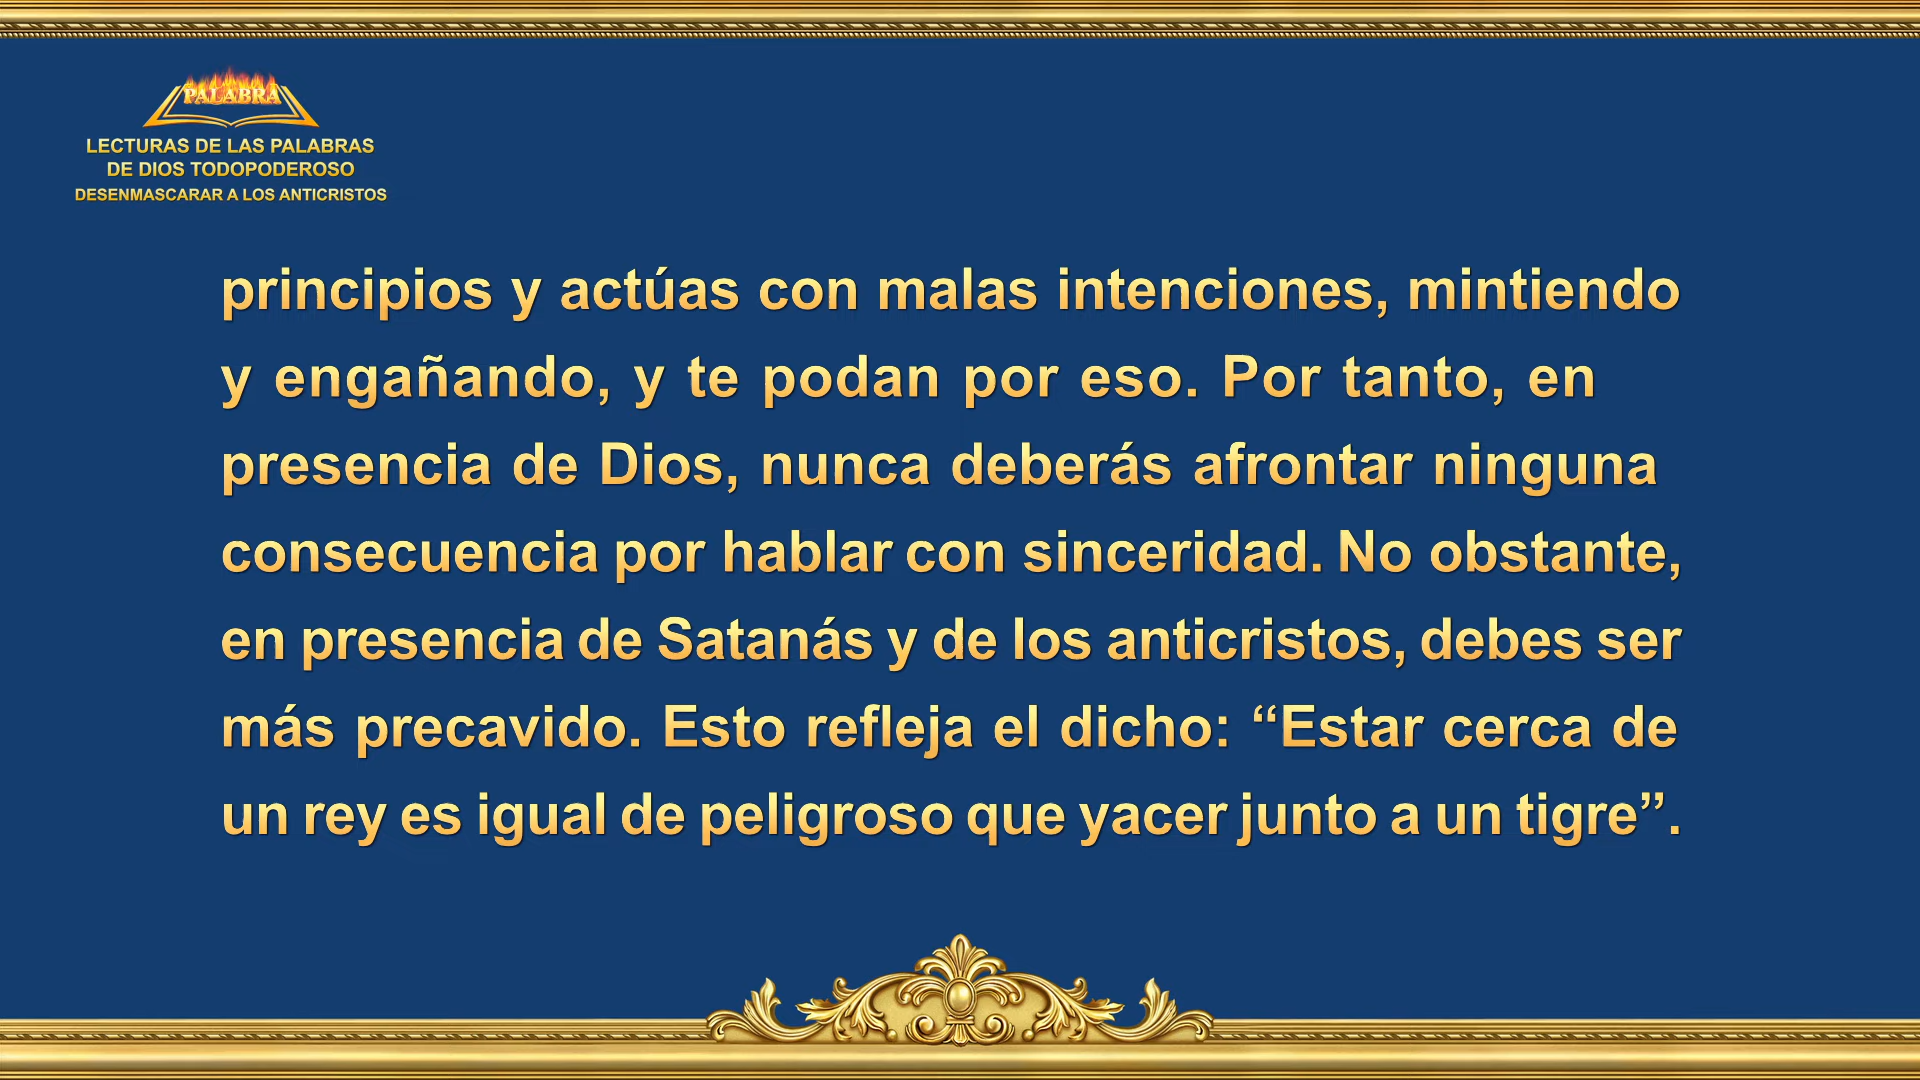 PALABRA
LECTURAS DE LAS PALABRAS
DE DIOS TODOPODEROSO
DESENMASCARAR A LOS ANTICRISTOS
principios y actúas con malas intenciones, mintiendo
y engañando, y te podan por eso. Por tanto, en
presencia de Dios, nunca deberás afrontar ninguna
consecuencia por hablar con sinceridad. No obstante,
en presencia de Satanás y de los anticristos, debes ser
más precavido. Esto refleja el dicho: “Estar cerca de
un rey es igual de peligroso que yacer junto a un tigre”.